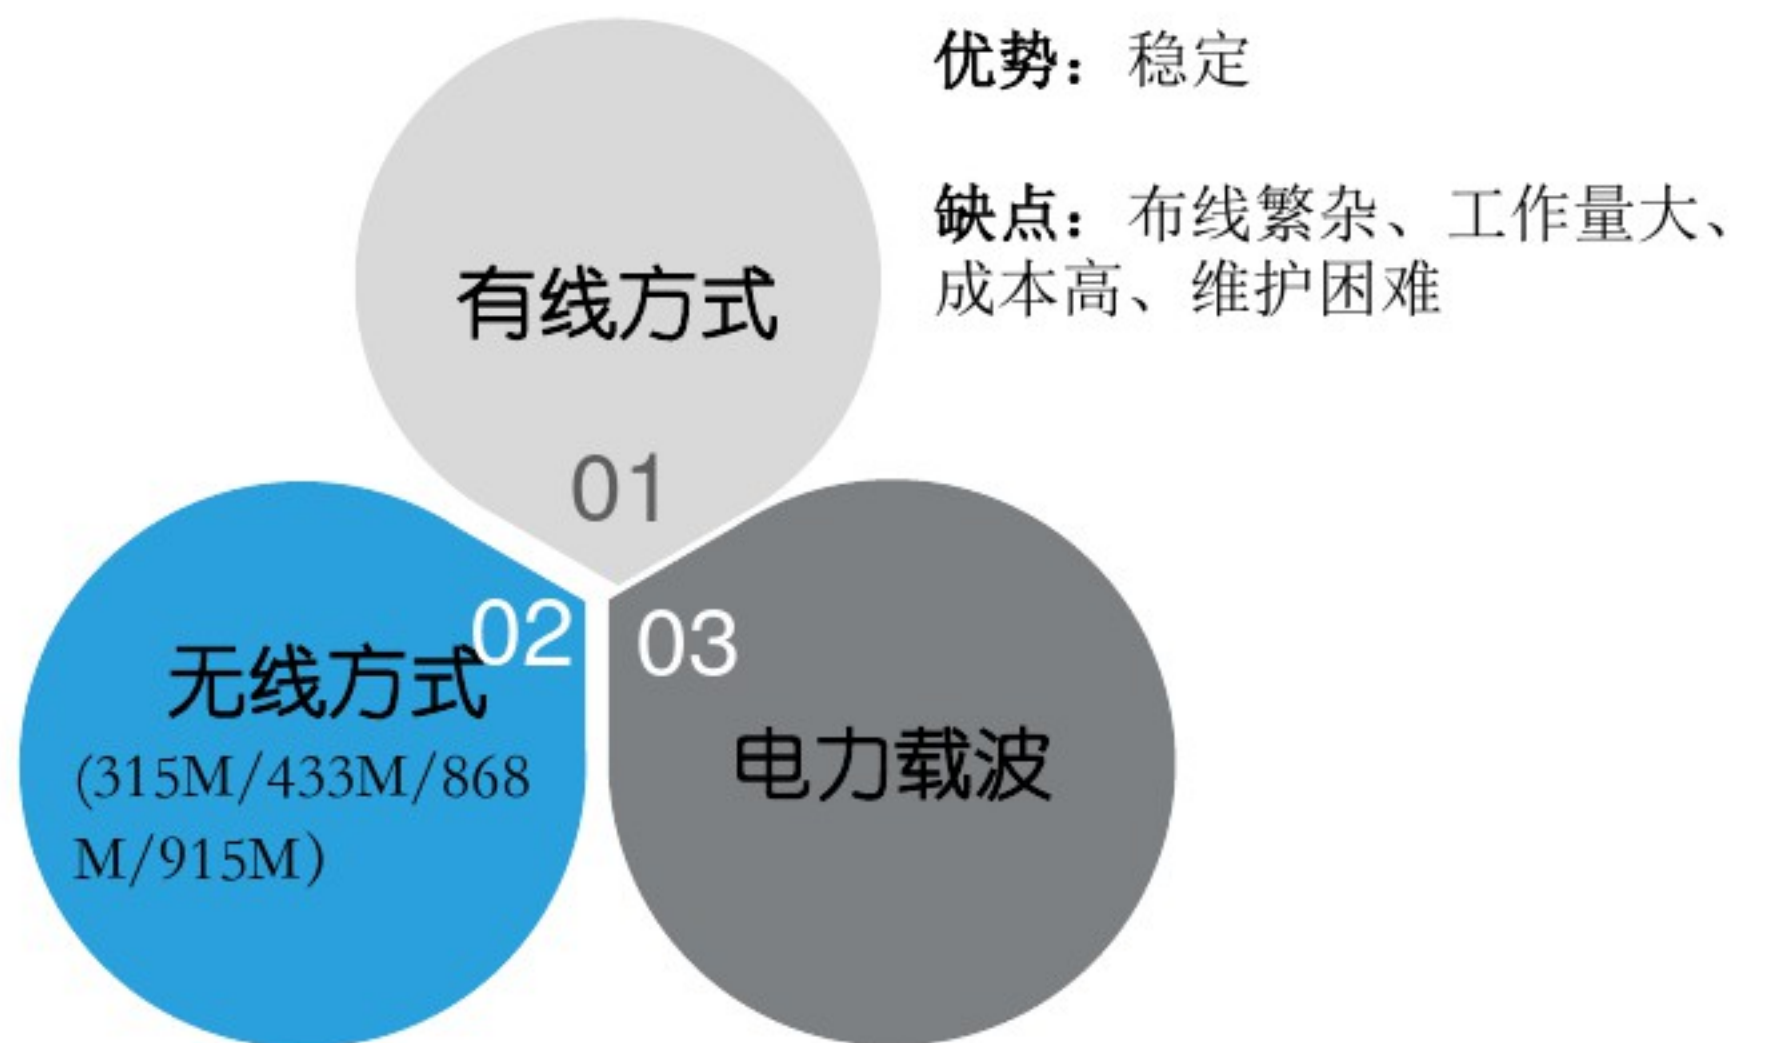 优势：稳定
缺点：布线繁杂、工作量大、
成本高、维护困难
有线方式
01
02
无线方式
(315M/433M/868
M/915M)
03
电力载波